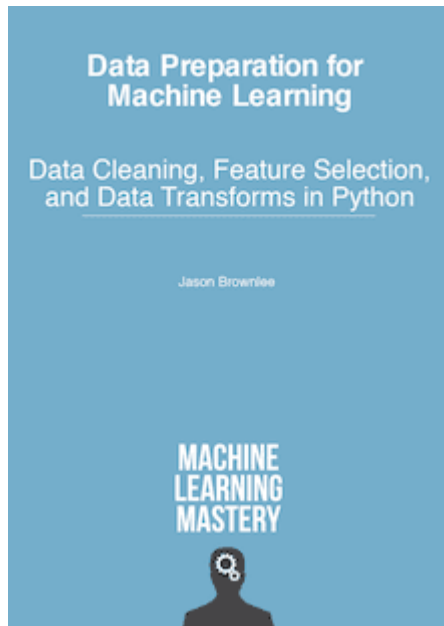 Data Preparation for
Machine Learning
Data Cleaning, Feature Selection,
and Data Transforms in Python
Jason Brownlee
MACHINE
LEARNING
MASTERY